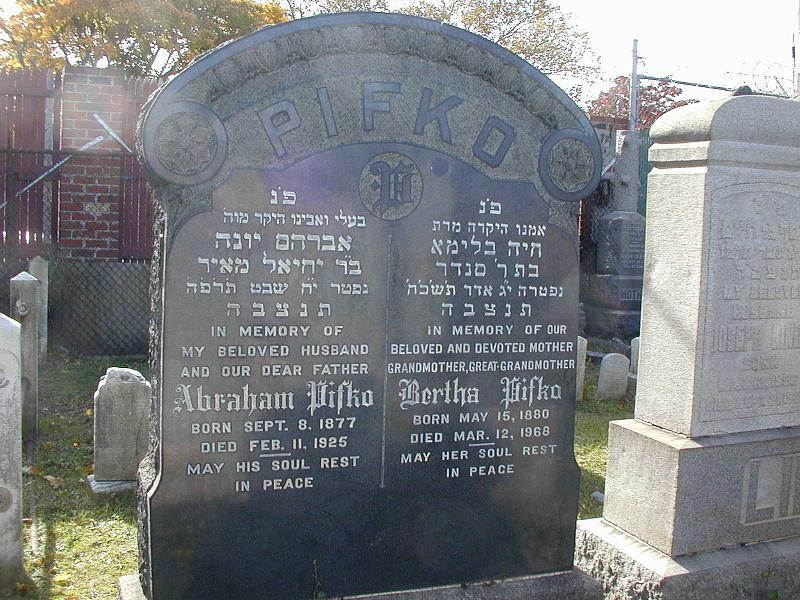 PIFKO
P
פ"נ
בעלי ואבינו היקר מוה'
אברהם יונה
ב"ר יחיאל מאיר
נפטר י"ח שבט תרפה
תנצבה
IN MEMORY OF
MY BELOVED HUSBAND
AND OUR DEAR FATHER
Abraham Pifko
BORN SEPT. 8, 1877
DIED FEB. 11, 1925
MAY HIS SOUL REST
IN PEACE
פ"נ
אמנו היקרה מרת
חיה בלימא
בת ר' סנדר
נפטרה י"ג אדר תשכ"ח
תנצבה
IN MEMORY OF OUR
BELOVED AND DEVOTED MOTHER
GRANDMOTHER, GREAT-GRANDMOTHER
Bertha Pifko
BORN MAY 15, 1880
DIED MAR. 12, 1968
MAY HER SOUL REST
IN PEACE